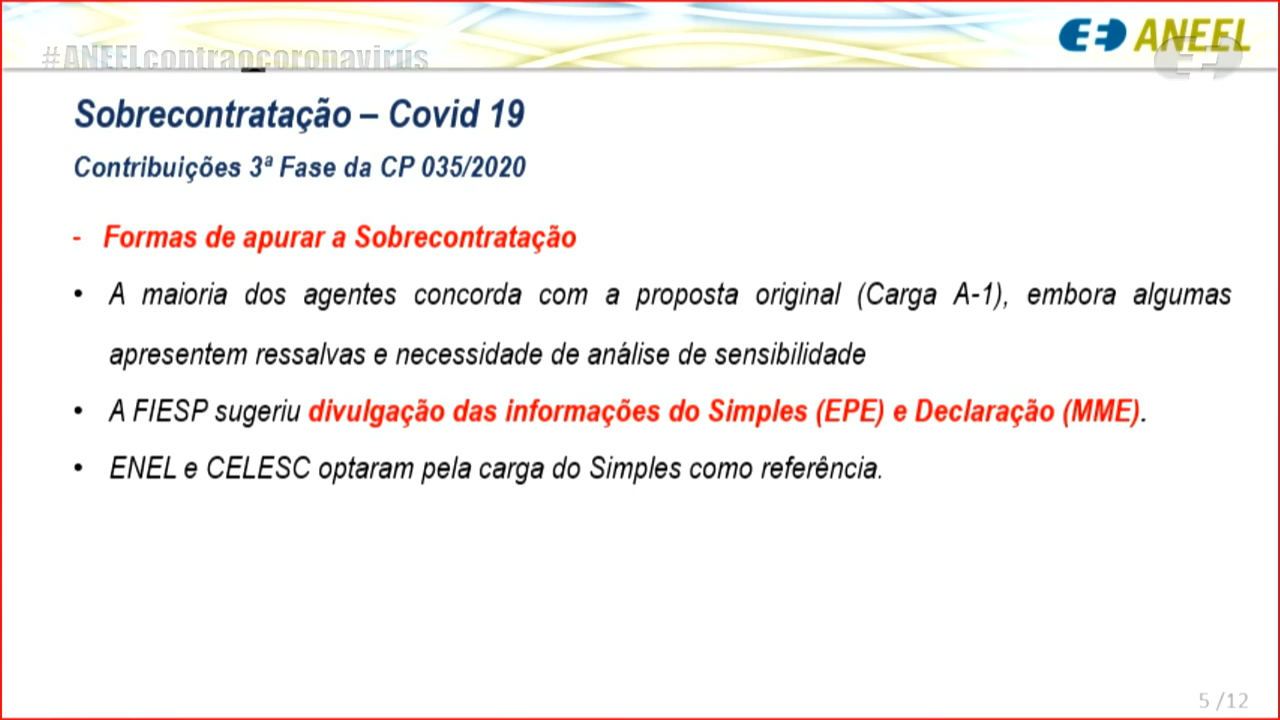 #ANEELcontraocoronavirus
ANEEL
Sobrecontratação – Covid 19
Contribuições 3ª Fase da CP 035/2020
- Formas de apurar a Sobrecontratação
• A maioria dos agentes concorda com a proposta original (Carga A-1), embora algumas
apresentem ressalvas e necessidade de análise de sensibilidade
• A FIESP sugeriu divulgação das informações do Simples (EPE) e Declaração (MME).
• ENEL e CELESC optaram pela carga do Simples como referência.
5 /12